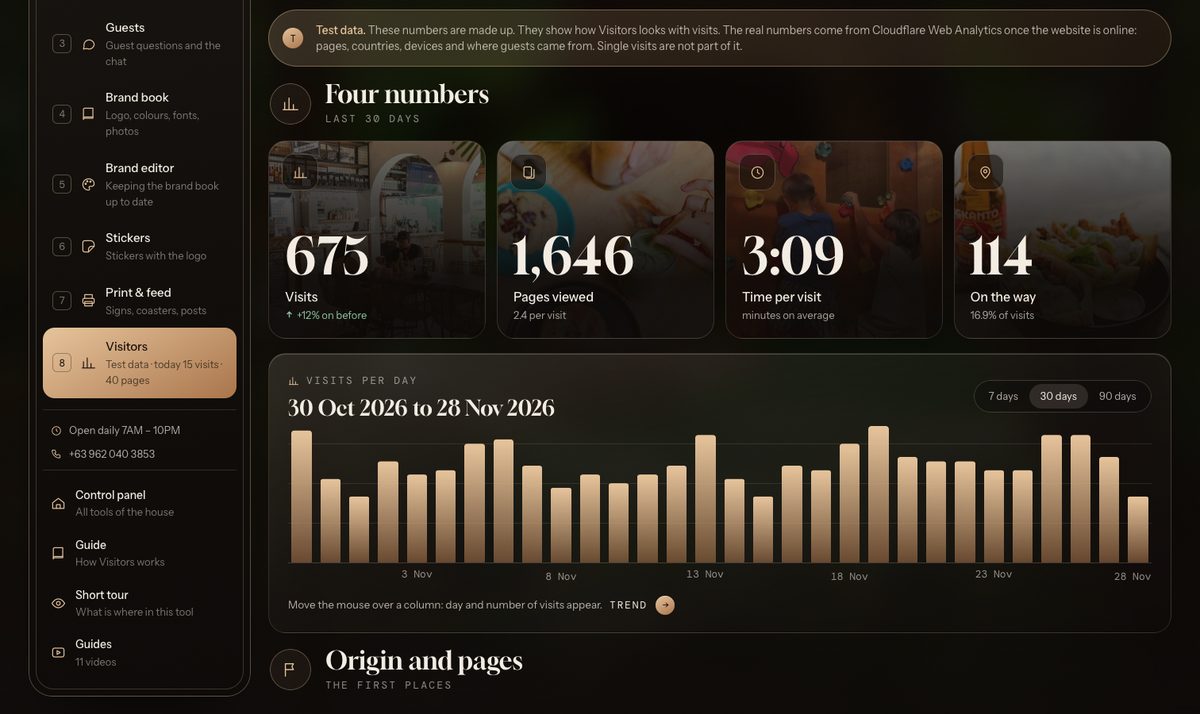 3
Guests
Guest questions and the
chat
4
Brand book
Logo, colours, fonts,
photos
5
Brand editor
Keeping the brand book
up to date
6
Stickers
Stickers with the logo
7
Print & feed
Signs, coasters, posts
8
Visitors
Test data · today 15 visits ·
40 pages
Open daily 7AM – 10PM
+63 962 040 3853
Control panel
All tools of the house
Guide
How Visitors works
Short tour
What is where in this tool
Guides
11 videos
T
Test data. These numbers are made up. They show how Visitors looks with visits. The real numbers come from Cloudflare Web Analytics once the website is online:
pages, countries, devices and where guests came from. Single visits are not part of it.
Four numbers
LAST 30 DAYS
675
Visits
+12% on before
1,646
Pages viewed
2.4 per visit
3:09
Time per visit
minutes on average
SKANTO
114
On the way
16.9% of visits
VISITS PER DAY
30 Oct 2026 to 28 Nov 2026
7 days
30 days
90 days
3 Nov
8 Nov
13 Nov
18 Nov
23 Nov
28 Nov
Move the mouse over a column: day and number of visits appear. TREND
Origin and pages
THE FIRST PLACES